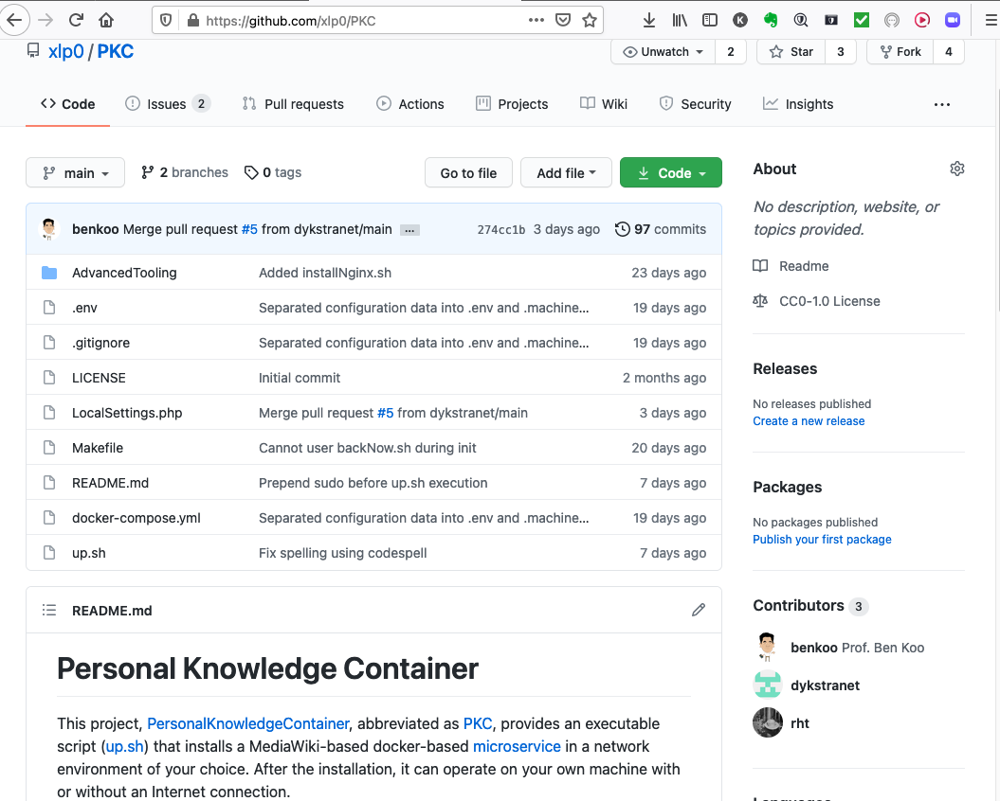 https://github.com/xlp0/PKC
xlp0 / PKC
Unwatch 2 Star 3 Fork 4
Code Issues 2 Pull requests Actions Projects Wiki Security Insights
main 2 branches 0 tags Go to file Add file Code
benkoo Merge pull request #5 from dykstranet/main ... 274cc1b 3 days ago 97 commits
AdvancedTooling Added installNginx.sh 23 days ago
.env Separated configuration data into .env and .machine... 19 days ago
.gitignore Separated configuration data into .env and .machine... 19 days ago
LICENSE Initial commit 2 months ago
LocalSettings.php Merge pull request #5 from dykstranet/main 3 days ago
Makefile Cannot user backNow.sh during init 20 days ago
README.md Prepend sudo before up.sh execution 7 days ago
docker-compose.yml Separated configuration data into .env and .machine... 19 days ago
up.sh Fix spelling using codespell 7 days ago
README.md
Personal Knowledge Container
This project, PersonalKnowledgeContainer, abbreviated as PKC, provides an executable
script (up.sh) that installs a MediaWiki-based docker-based microservice in a network
environment of your choice. After the installation, it can operate on your own machine with
or without an Internet connection.
About
No description, website, or
topics provided.
Readme
CC0-1.0 License
Releases
No releases published
Create a new release
Packages
No packages published
Publish your first package
Contributors 3
benkoo Prof. Ben Koo
dykstranet
rht
Languages